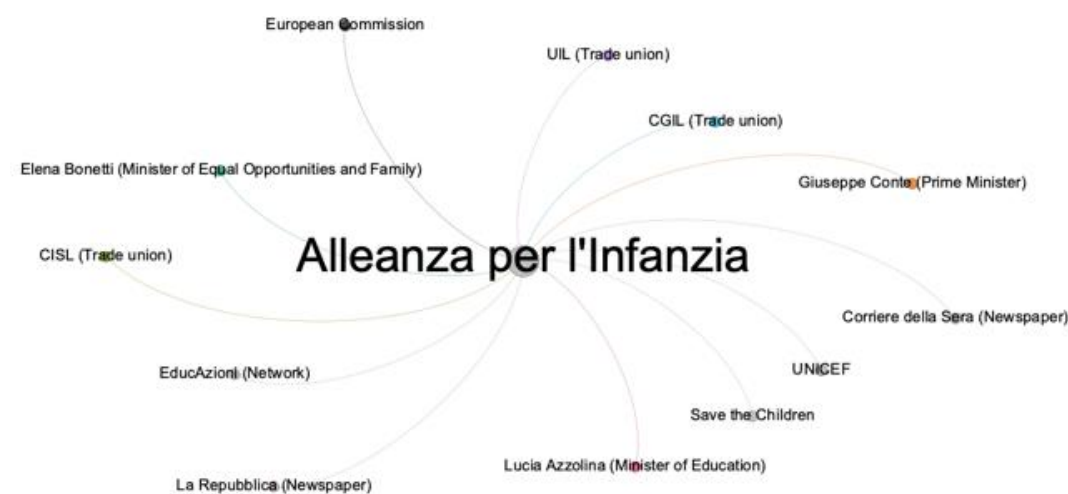 European Commission
UIL (Trade union)
CGIL (Trade union)
Elena Bonetti (Minister of Equal Opportunities and Family)
Giuseppe Conte (Prime Minister)
CISL (Trade union)
Alleanza per l'Infanzia
Corriere della Sera (Newspaper)
EducAzioni (Network)
UNICEF
Save the Children
Lucia Azzolina (Minister of Education)
La Repubblica (Newspaper)